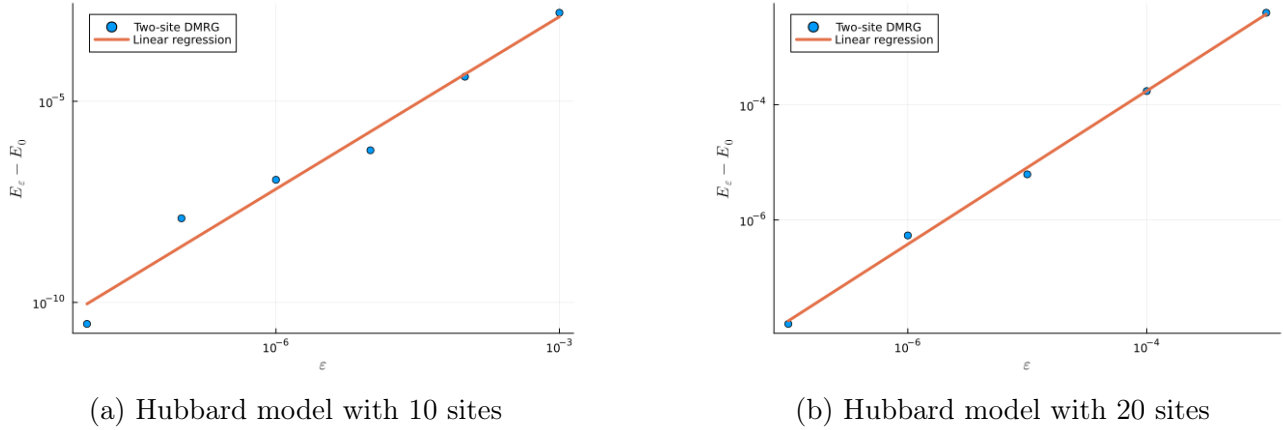 Two-site DMRG
Linear regression
10⁻⁵
10⁻¹⁰
E_ε − E₀
10⁻⁶
10⁻³
ε
(a) Hubbard model with 10 sites
Two-site DMRG
Linear regression
10⁻⁴
10⁻⁶
E_ε − E₀
10⁻⁶
10⁻⁴
ε
(b) Hubbard model with 20 sites